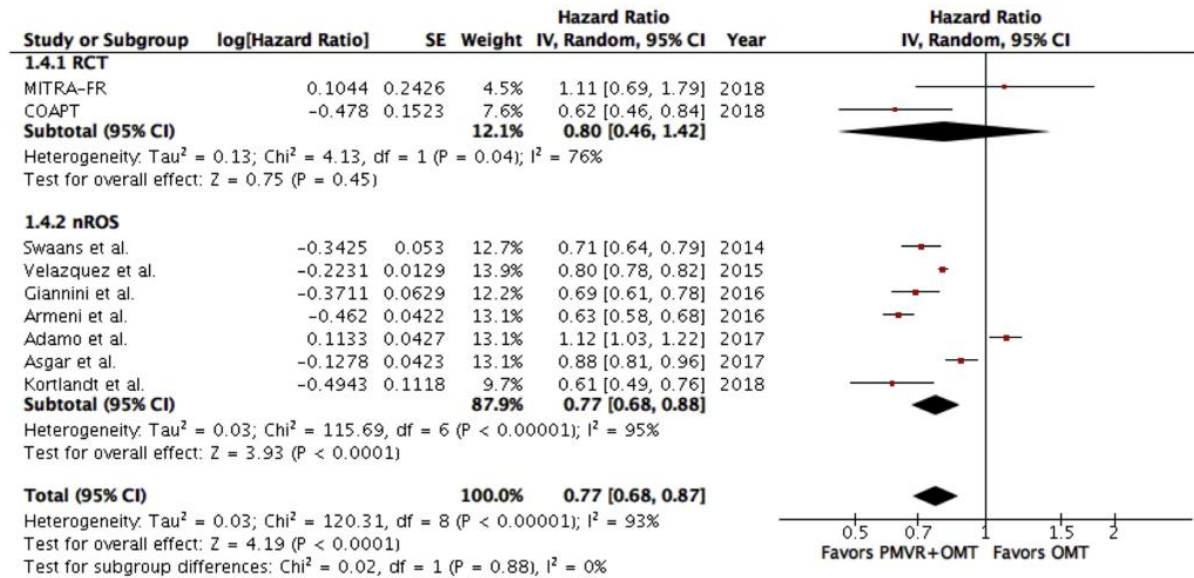 Hazard Ratio Hazard Ratio
Study or Subgroup log[Hazard Ratio] SE Weight IV, Random, 95% CI Year IV, Random, 95% CI
1.4.1 RCT
MITRA-FR 0.1044 0.2426 4.5% 1.11 [0.69, 1.79] 2018
COAPT -0.478 0.1523 7.6% 0.62 [0.46, 0.84] 2018
Subtotal (95% CI) 12.1% 0.80 [0.46, 1.42]
Heterogeneity: Tau² = 0.13; Chi² = 4.13, df = 1 (P = 0.04); I² = 76%
Test for overall effect: Z = 0.75 (P = 0.45)
1.4.2 nROS
Swaans et al. -0.3425 0.053 12.7% 0.71 [0.64, 0.79] 2014
Velazquez et al. -0.2231 0.0129 13.9% 0.80 [0.78, 0.82] 2015
Giannini et al. -0.3711 0.0629 12.2% 0.69 [0.61, 0.78] 2016
Armeni et al. -0.462 0.0422 13.1% 0.63 [0.58, 0.68] 2016
Adamo et al. 0.1133 0.0427 13.1% 1.12 [1.03, 1.22] 2017
Asgar et al. -0.1278 0.0423 13.1% 0.88 [0.81, 0.96] 2017
Kortlandt et al. -0.4943 0.1118 9.7% 0.61 [0.49, 0.76] 2018
Subtotal (95% CI) 87.9% 0.77 [0.68, 0.88]
Heterogeneity: Tau² = 0.03; Chi² = 115.69, df = 6 (P < 0.00001); I² = 95%
Test for overall effect: Z = 3.93 (P < 0.0001)
Total (95% CI) 100.0% 0.77 [0.68, 0.87]
Heterogeneity: Tau² = 0.03; Chi² = 120.31, df = 8 (P < 0.00001); I² = 93%
Test for overall effect: Z = 4.19 (P < 0.0001)
Test for subgroup differences: Chi² = 0.02, df = 1 (P = 0.88), I² = 0%
0.5 0.7 1 1.5 2
Favors PMVR+OMT Favors OMT